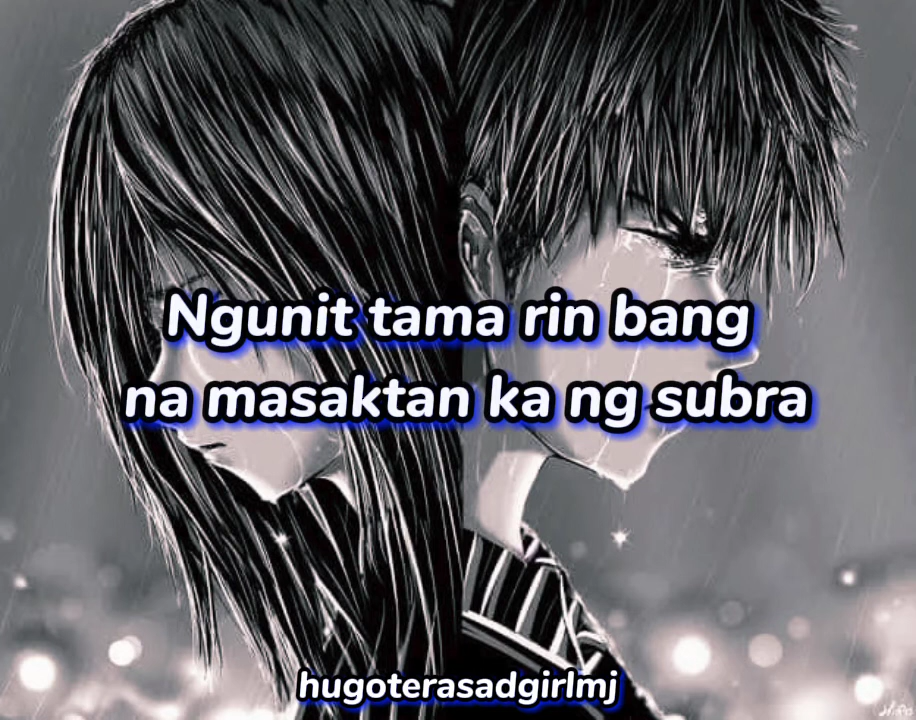 Ngunit tama rin bang
na masaktan ka ng subra
hugoterasadgirlmj